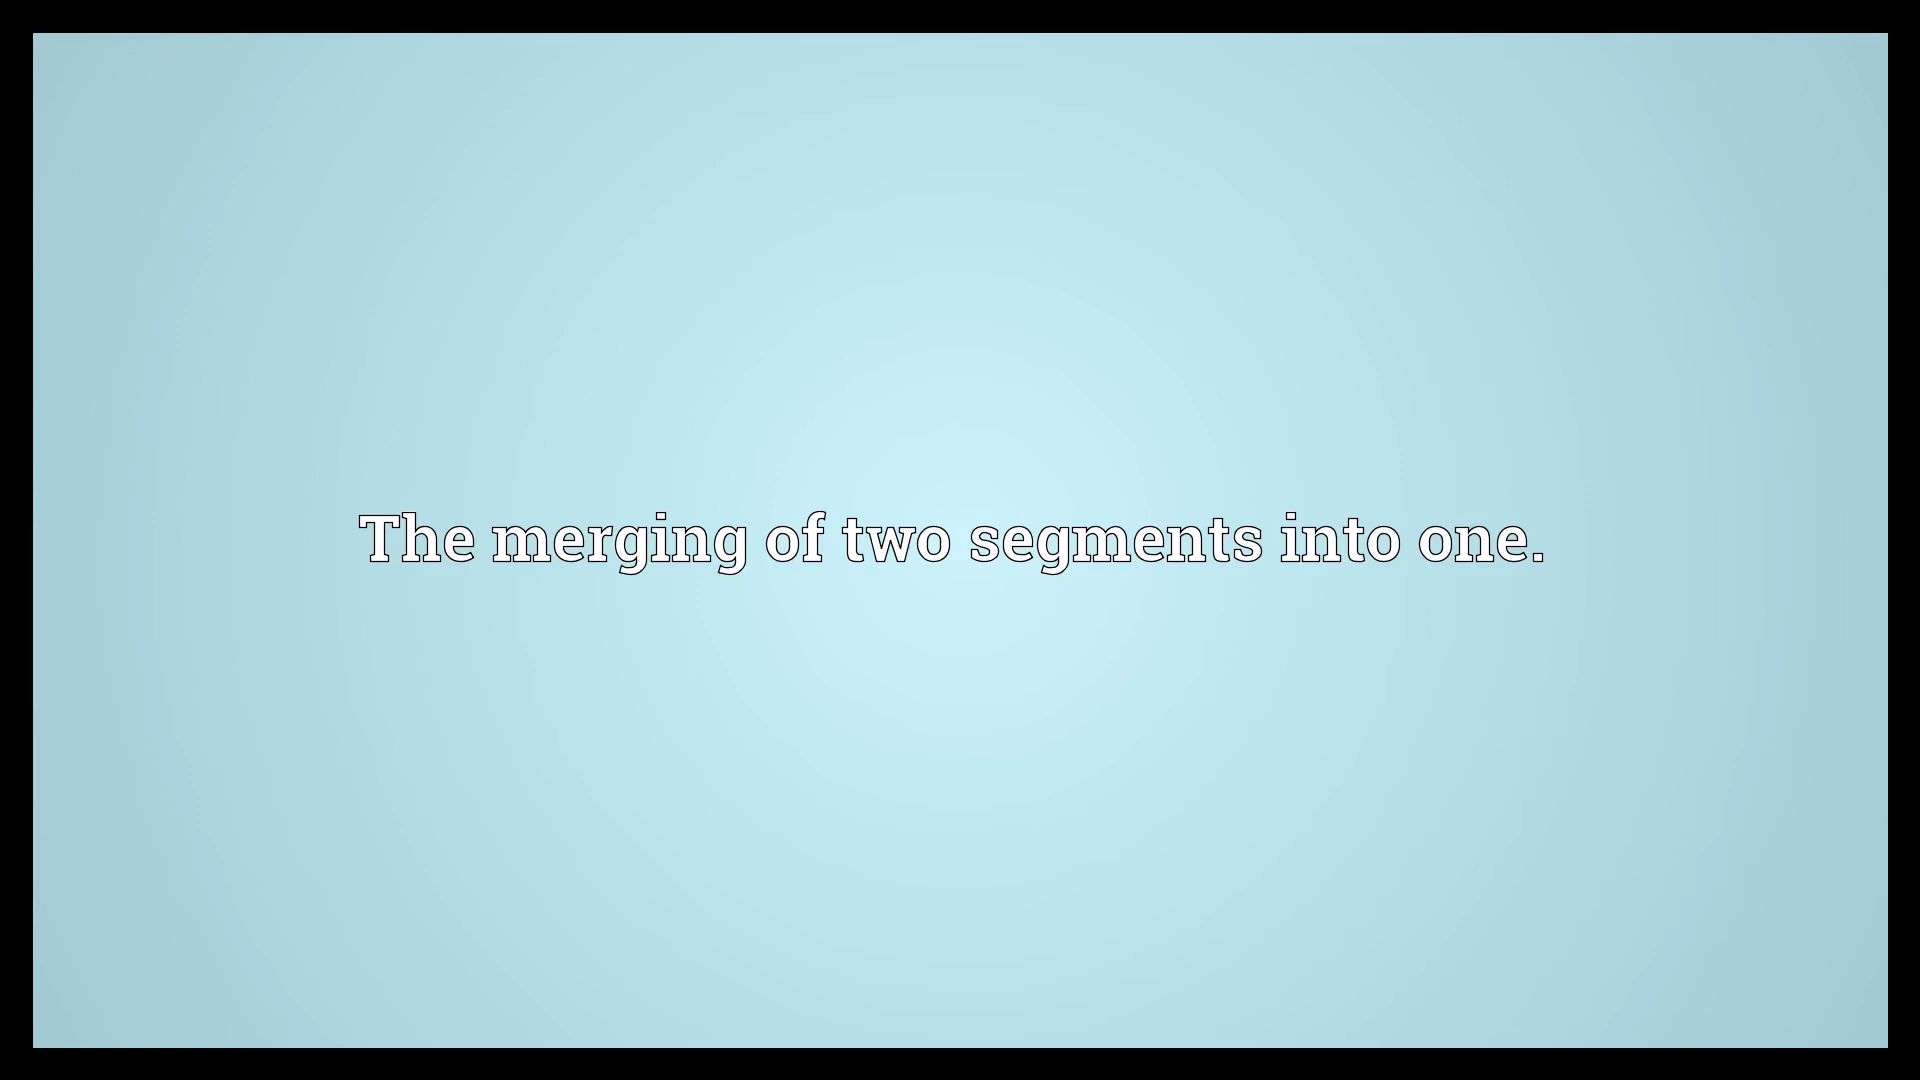 The merging of two segments into one.